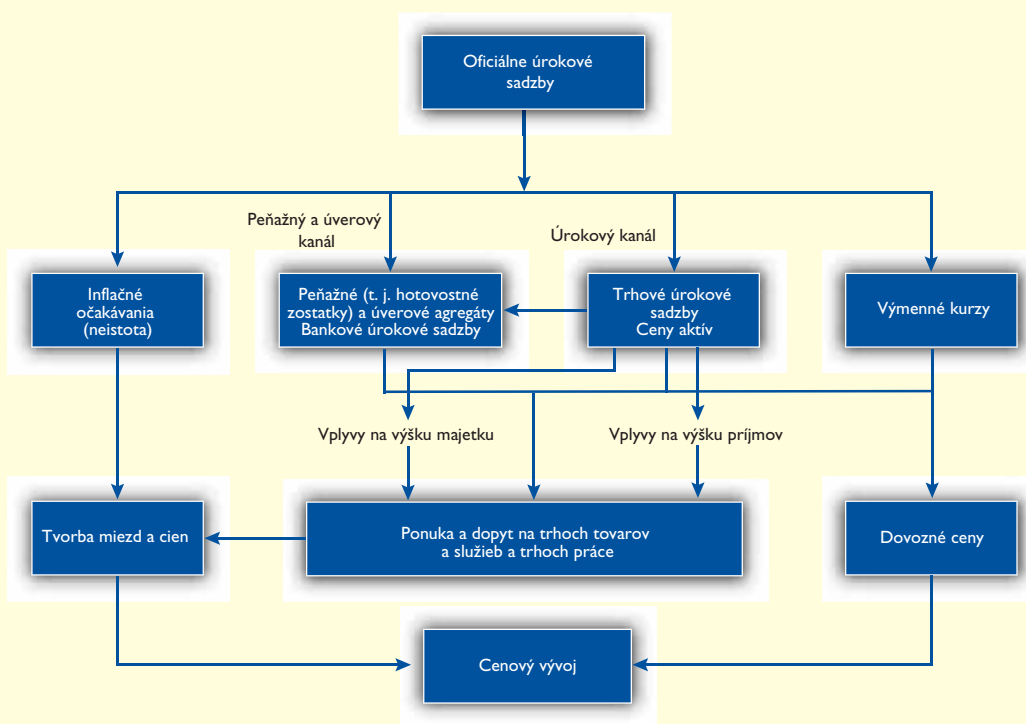 Oficiálne úrokové
sadzby
Peňažný a úverový
kanál
Úrokový kanál
Inflačné
očakávania
(neistota)
Peňažné (t. j. hotovostné
zostatky) a úverové agregáty
Bankové úrokové sadzby
Trhové úrokové
sadzby
Ceny aktív
Výmenné kurzy
Vplyvy na výšku majetku
Vplyvy na výšku príjmov
Tvorba miezd a cien
Ponuka a dopyt na trhoch tovarov
a služieb a trhoch práce
Dovozné ceny
Cenový vývoj